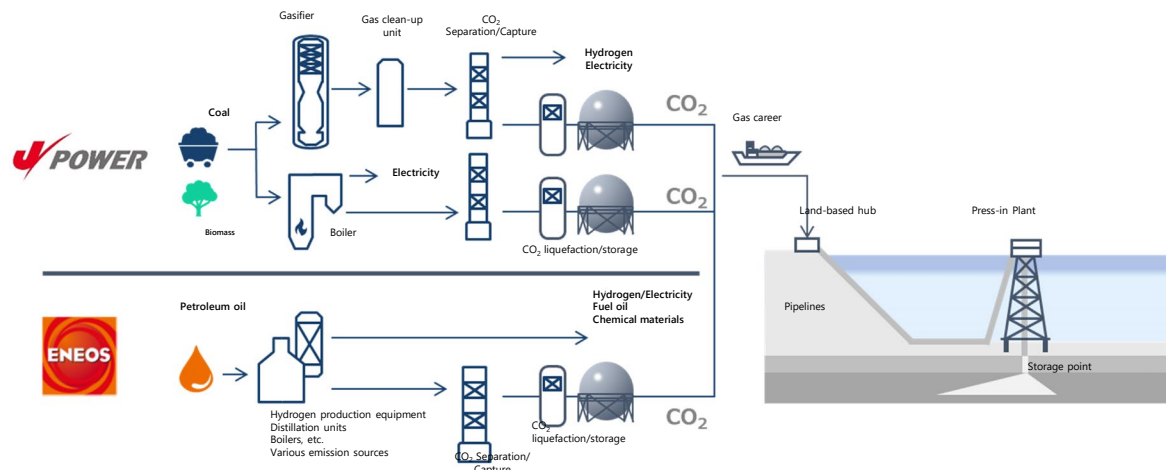 Gasifier
Gas clean-up
unit
CO2
Separation/Capture
Hydrogen
Electricity
Coal
J POWER
CO2
Gas career
Electricity
CO2
Biomass
Boiler
CO2 liquefaction/storage
Land-based hub
Press-in Plant
Petroleum oil
Hydrogen/Electricity
Fuel oil
Chemical materials
Pipelines
ENEOS
Storage point
Hydrogen production equipment
Distillation units
Boilers, etc.
Various emission sources
CO2
liquefaction/storage
CO2
CO2 Separation/
Capture